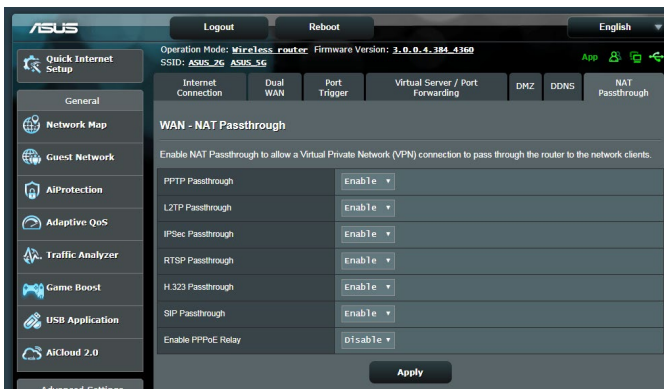 ASUS
Logout
Reboot
English
Operation Mode: Wireless router Firmware Version: 3.0.0.4.384_4360
SSID: ASUS_2G ASUS_5G
App
Quick Internet
Setup
General
Network Map
Guest Network
AiProtection
Adaptive QoS
Traffic Analyzer
Game Boost
USB Application
AiCloud 2.0
Advanced Settings
Internet
Connection
Dual
WAN
Port
Trigger
Virtual Server / Port
Forwarding
DMZ
DDNS
NAT
Passthrough
WAN - NAT Passthrough
Enable NAT Passthrough to allow a Virtual Private Network (VPN) connection to pass through the router to the network clients.
PPTP Passthrough Enable
L2TP Passthrough Enable
IPSec Passthrough Enable
RTSP Passthrough Enable
H.323 Passthrough Enable
SIP Passthrough Enable
Enable PPPoE Relay Disable
Apply